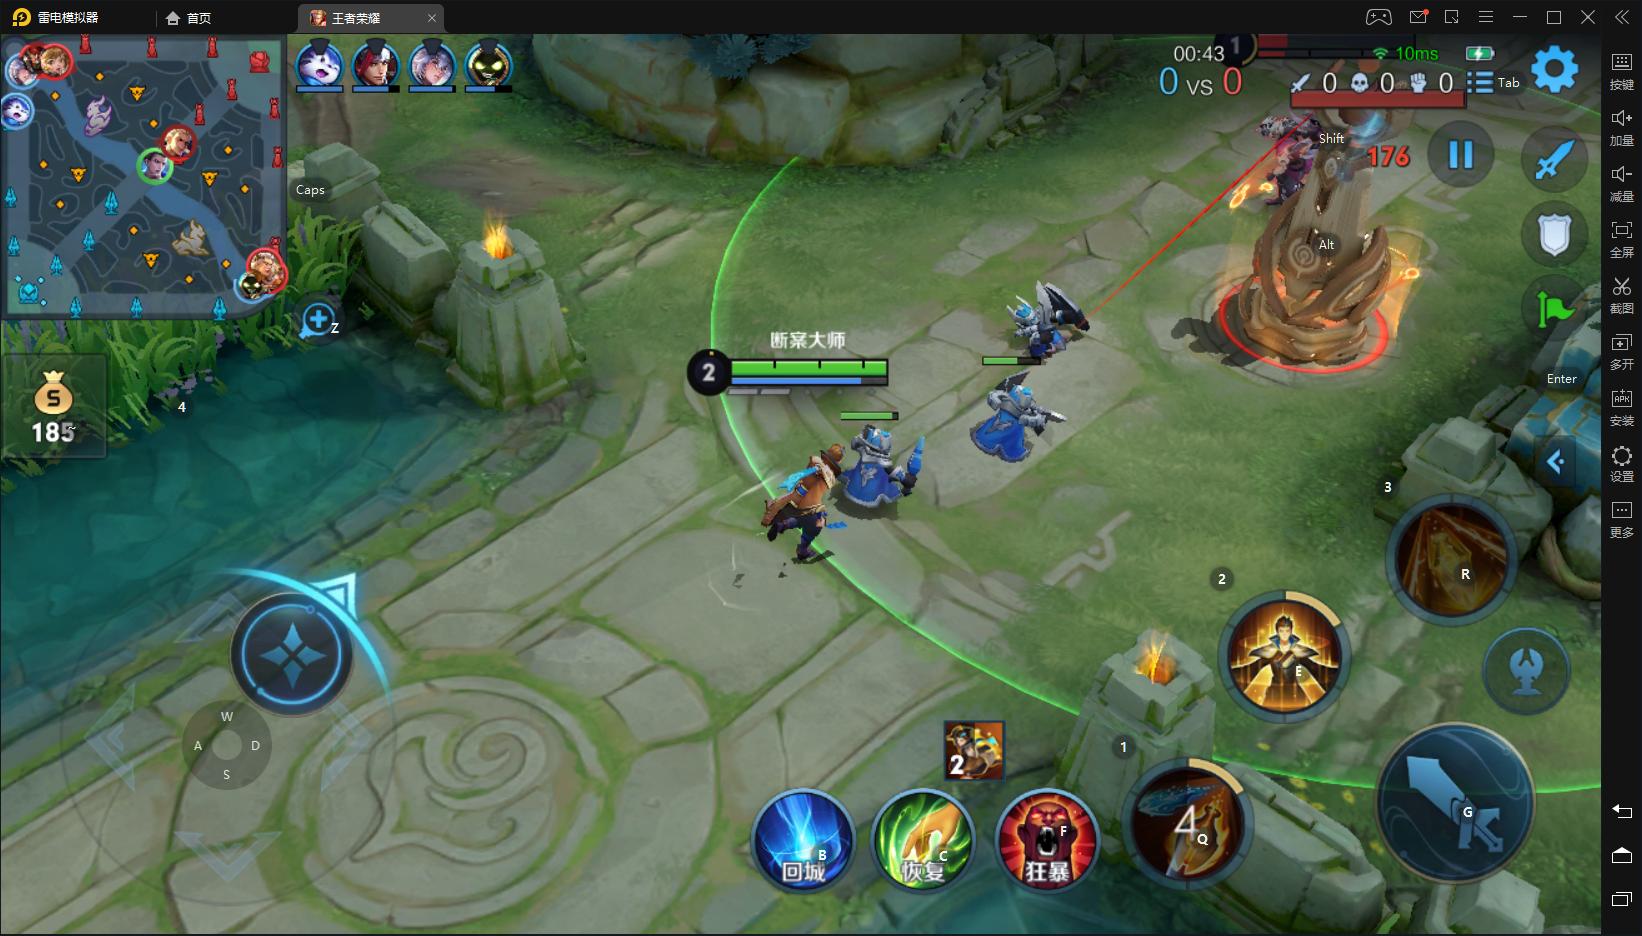 雷电模拟器
首页
王者荣耀
00:43
1
10ms
0 VS 0
0
0
0
Tab
按键
加量
减量
全屏
截图
多开
安装
设置
更多
Caps
Shift
176
Alt
Z
断案大师
2
185
4
Enter
3
2
R
E
1
W
A
D
S
2
4
Q
G
B
回城
C
恢复
F
狂暴
APK